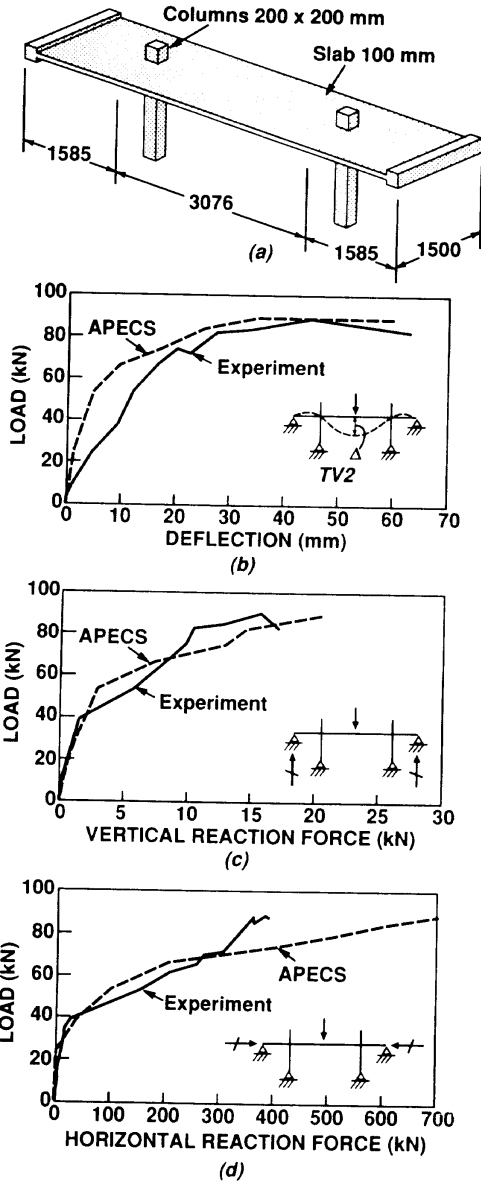 Columns 200 x 200 mm
Slab 100 mm
1585
3076
1585
1500
(a)
100
80
60
40
20
0
LOAD (kN)
APECS
Experiment
Δ
TV2
0 10 20 30 40 50 60 70
DEFLECTION (mm)
(b)
100
80
60
40
20
0
LOAD (kN)
APECS
Experiment
0 5 10 15 20 25 30
VERTICAL REACTION FORCE (kN)
(c)
100
80
60
40
20
0
LOAD (kN)
Experiment
APECS
0 100 200 300 400 500 600 700
HORIZONTAL REACTION FORCE (kN)
(d)